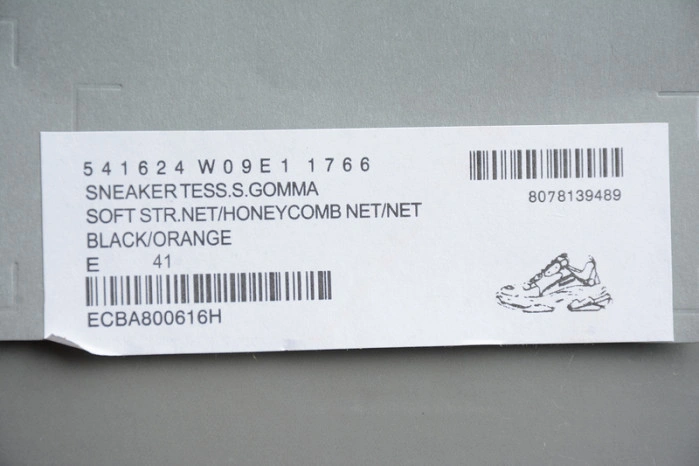 541624 W09E1 1766
SNEAKER TESS.S.GOMMA
SOFT STR.NET/HONEYCOMB NET/NET
BLACK/ORANGE
E 41
ECBA800616H
8078139489